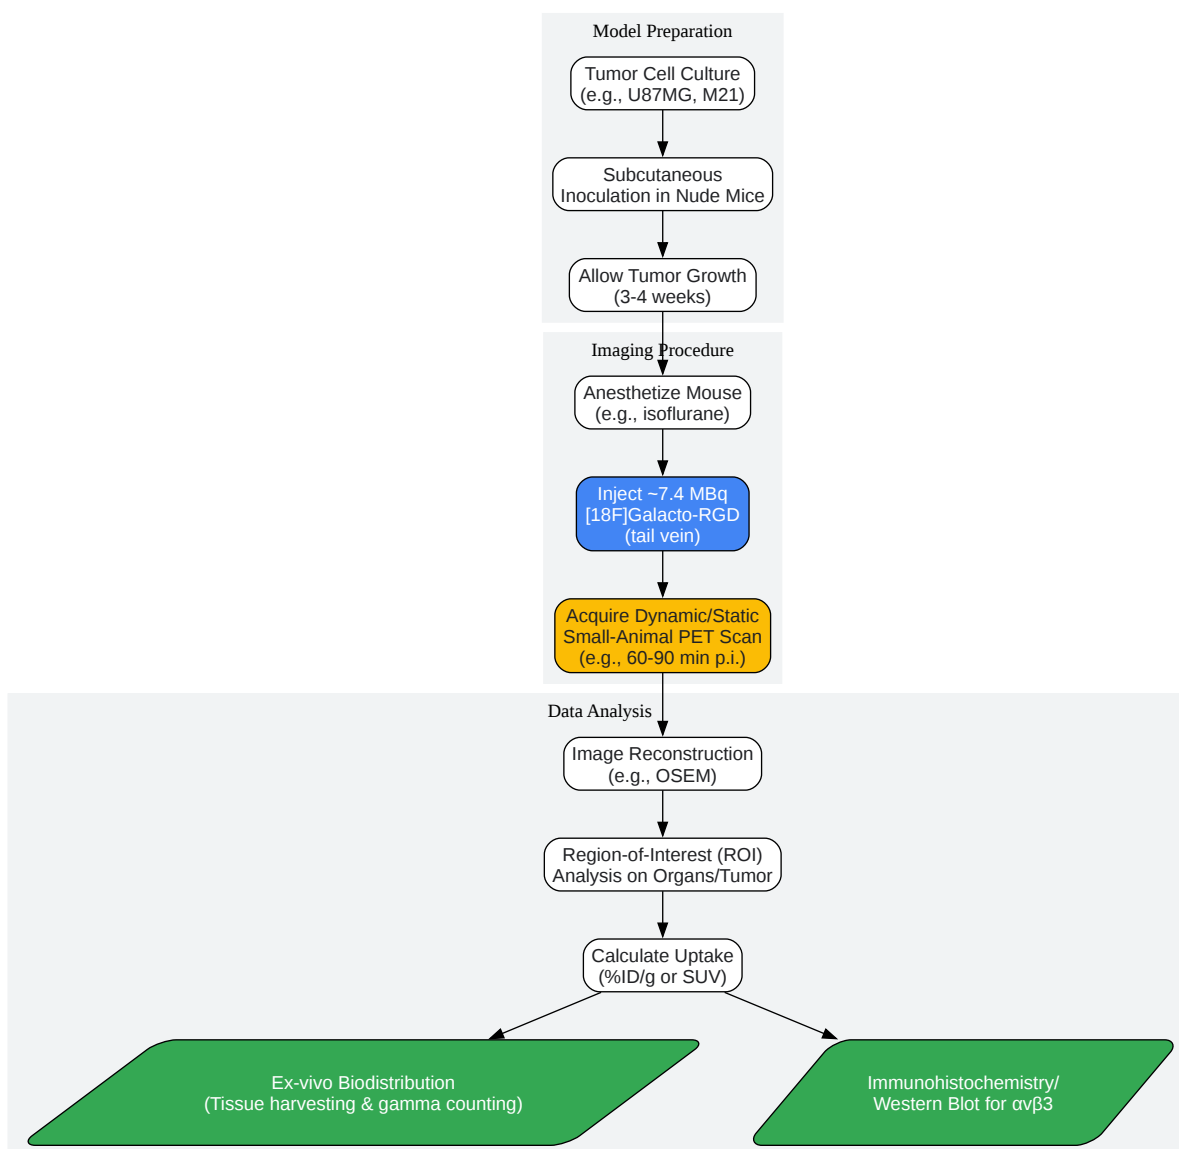 Model Preparation
Tumor Cell Culture
(e.g., U87MG, M21)
Subcutaneous
Inoculation in Nude Mice
Allow Tumor Growth
(3-4 weeks)
Imaging Procedure
Anesthetize Mouse
(e.g., isoflurane)
Inject ~7.4 MBq
[18F]Galacto-RGD
(tail vein)
Acquire Dynamic/Static
Small-Animal PET Scan
(e.g., 60-90 min p.i.)
Data Analysis
Image Reconstruction
(e.g., OSEM)
Region-of-Interest (ROI)
Analysis on Organs/Tumor
Calculate Uptake
(%ID/g or SUV)
Ex-vivo Biodistribution
(Tissue harvesting & gamma counting)
Immunohistochemistry/
Western Blot for αvβ3